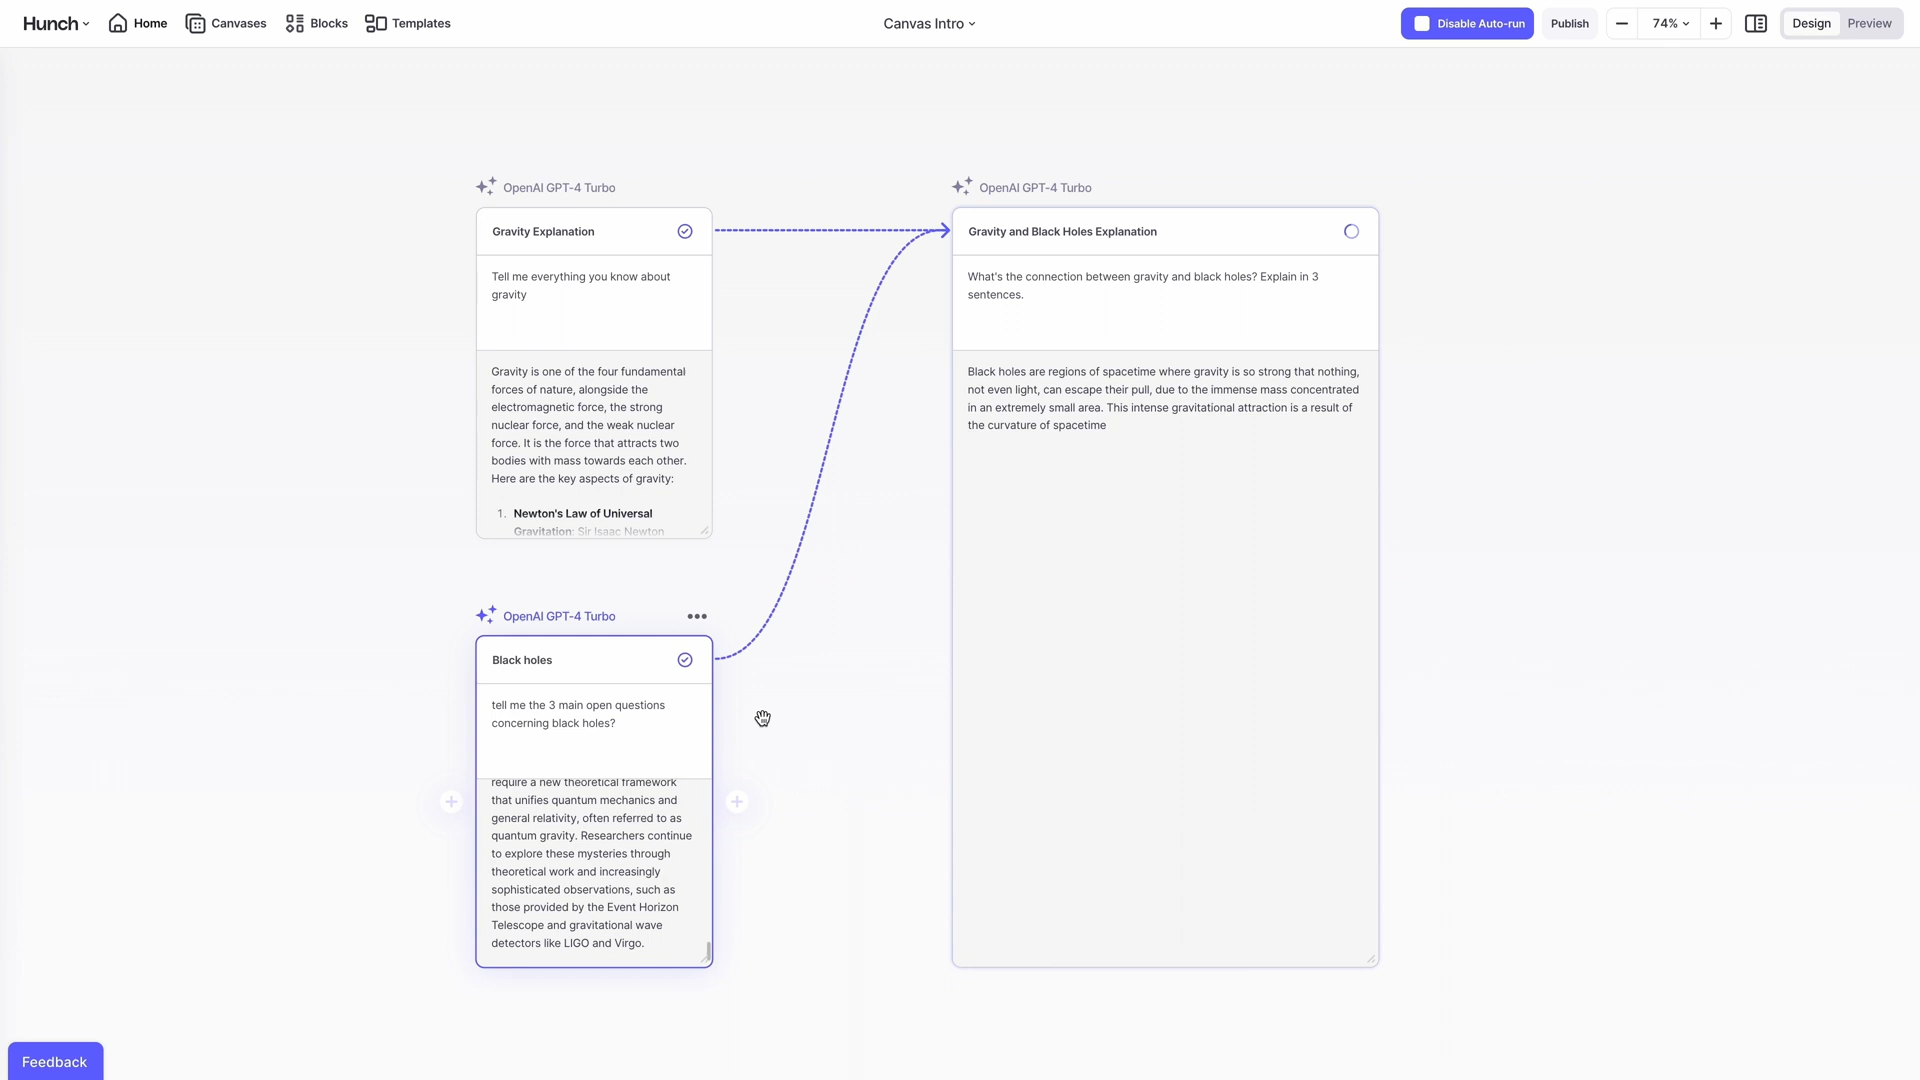 Hunch
Home
Canvases
Blocks
Templates
Canvas Intro
Disable Auto-run
Publish
74%
Design
Preview
OpenAI GPT-4 Turbo
Gravity Explanation
Tell me everything you know about
gravity
Gravity is one of the four fundamental
forces of nature, alongside the
electromagnetic force, the strong
nuclear force, and the weak nuclear
force. It is the force that attracts two
bodies with mass towards each other.
Here are the key aspects of gravity:
1. Newton's Law of Universal
Gravitation: Sir Isaac Newton
OpenAI GPT-4 Turbo
Black holes
tell me the 3 main open questions
concerning black holes?
require a new theoretical framework
that unifies quantum mechanics and
general relativity, often referred to as
quantum gravity. Researchers continue
to explore these mysteries through
theoretical work and increasingly
sophisticated observations, such as
those provided by the Event Horizon
Telescope and gravitational wave
detectors like LIGO and Virgo.
OpenAI GPT-4 Turbo
Gravity and Black Holes Explanation
What's the connection between gravity and black holes? Explain in 3
sentences.
Black holes are regions of spacetime where gravity is so strong that nothing,
not even light, can escape their pull, due to the immense mass concentrated
in an extremely small area. This intense gravitational attraction is a result of
the curvature of spacetime
Feedback